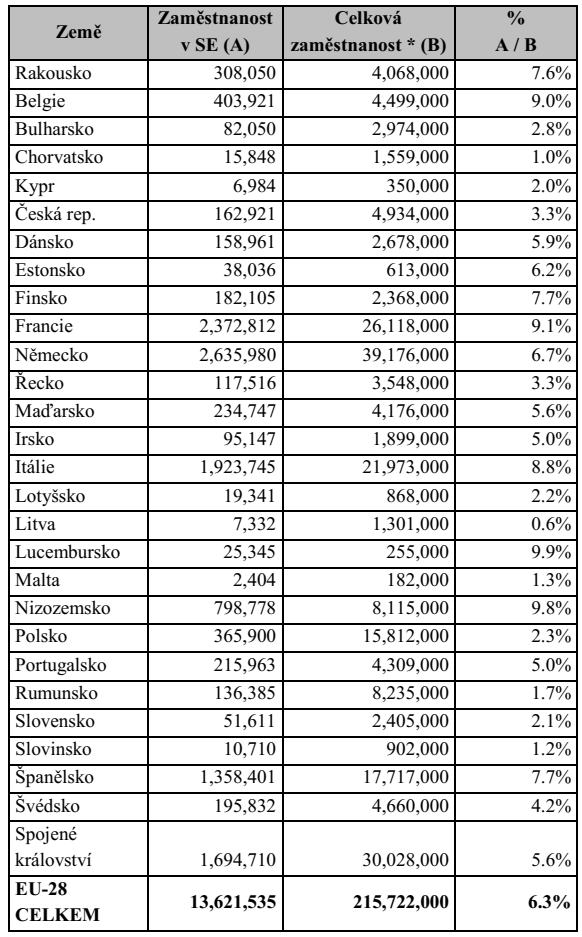 Země Zaměstnanost v SE (A) Celková zaměstnanost * (B) % A / B
Rakousko 308,050 4,068,000 7.6%
Belgie 403,921 4,499,000 9.0%
Bulharsko 82,050 2,974,000 2.8%
Chorvatsko 15,848 1,559,000 1.0%
Kypr 6,984 350,000 2.0%
Česká rep. 162,921 4,934,000 3.3%
Dánsko 158,961 2,678,000 5.9%
Estonsko 38,036 613,000 6.2%
Finsko 182,105 2,368,000 7.7%
Francie 2,372,812 26,118,000 9.1%
Německo 2,635,980 39,176,000 6.7%
Řecko 117,516 3,548,000 3.3%
Maďarsko 234,747 4,176,000 5.6%
Irsko 95,147 1,899,000 5.0%
Itálie 1,923,745 21,973,000 8.8%
Lotyšsko 19,341 868,000 2.2%
Litva 7,332 1,301,000 0.6%
Lucembursko 25,345 255,000 9.9%
Malta 2,404 182,000 1.3%
Nizozemsko 798,778 8,115,000 9.8%
Polsko 365,900 15,812,000 2.3%
Portugalsko 215,963 4,309,000 5.0%
Rumunsko 136,385 8,235,000 1.7%
Slovensko 51,611 2,405,000 2.1%
Slovinsko 10,710 902,000 1.2%
Španělsko 1,358,401 17,717,000 7.7%
Švédsko 195,832 4,660,000 4.2%
Spojené
království 1,694,710 30,028,000 5.6%
EU-28
CELKEM 13,621,535 215,722,000 6.3%